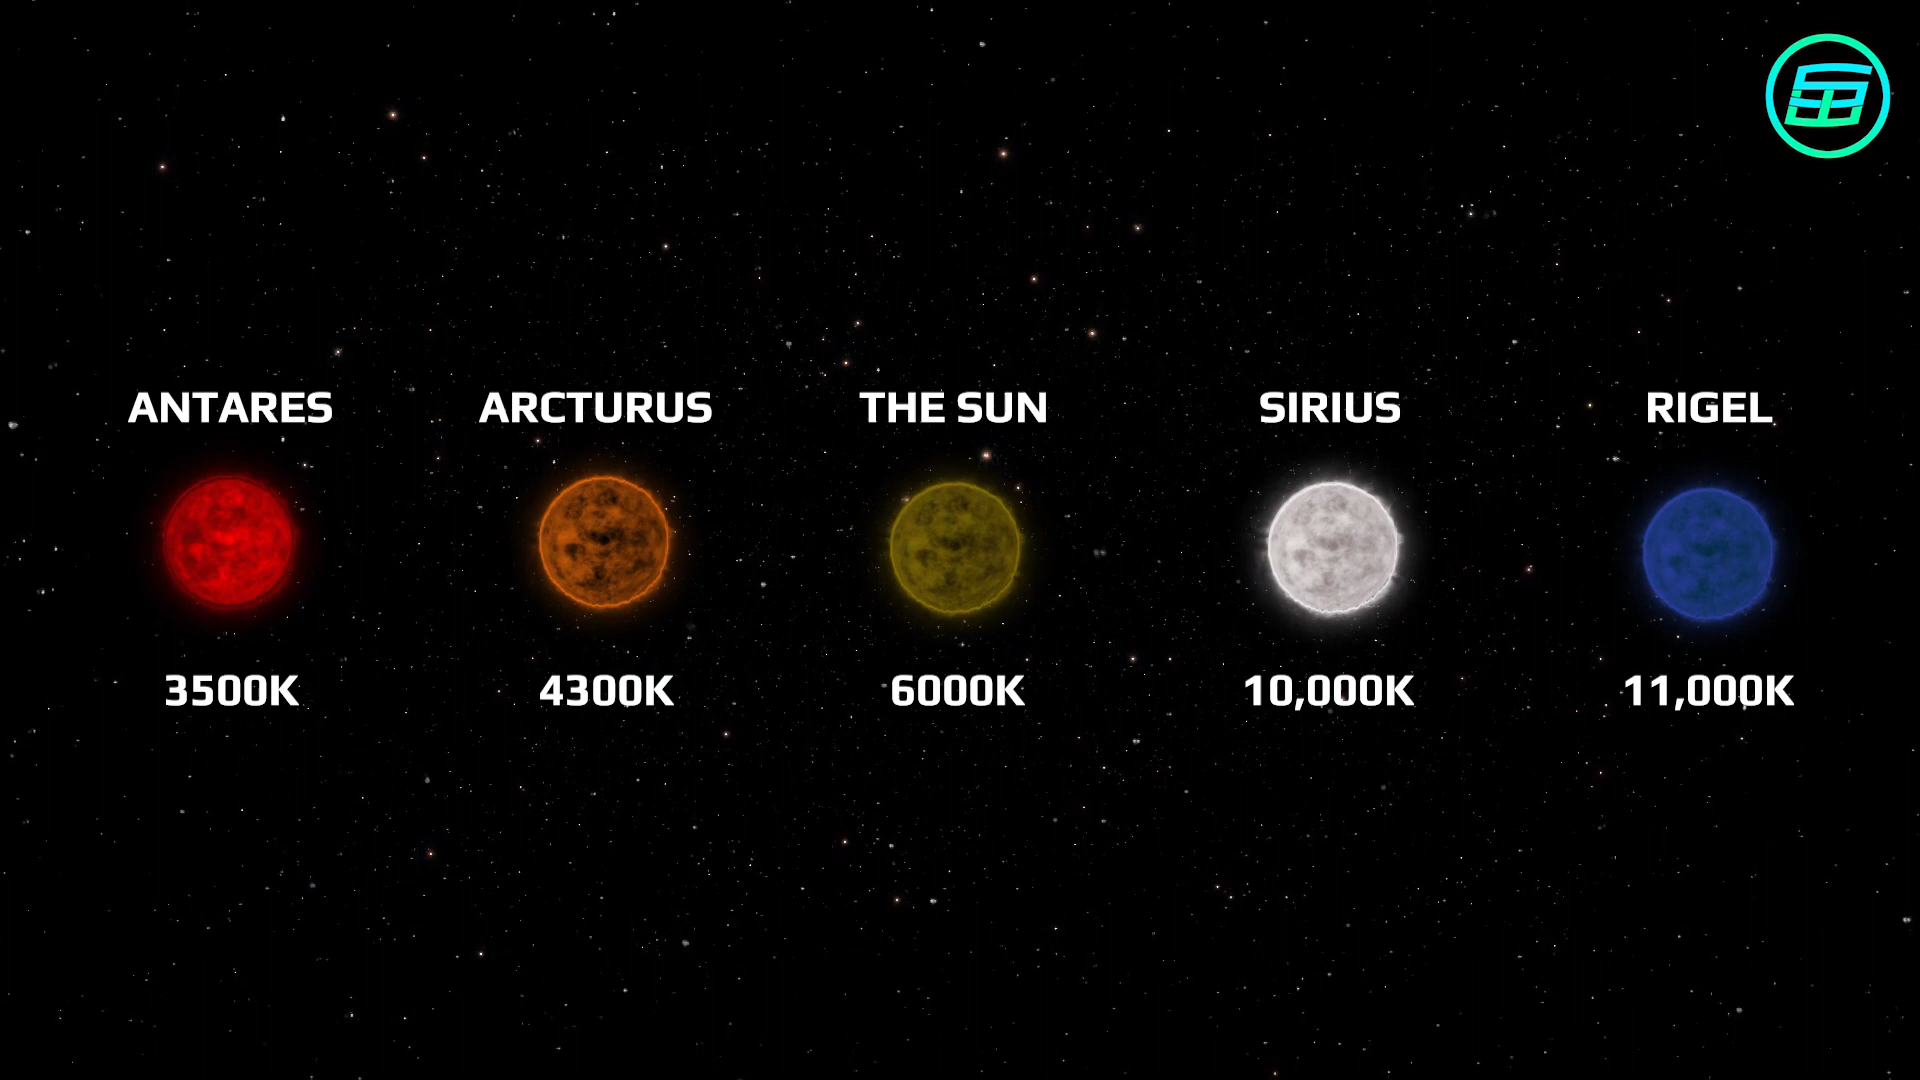 ANTARES
ARCTURUS
THE SUN
SIRIUS
RIGEL
3500K
4300K
6000K
10,000K
11,000K